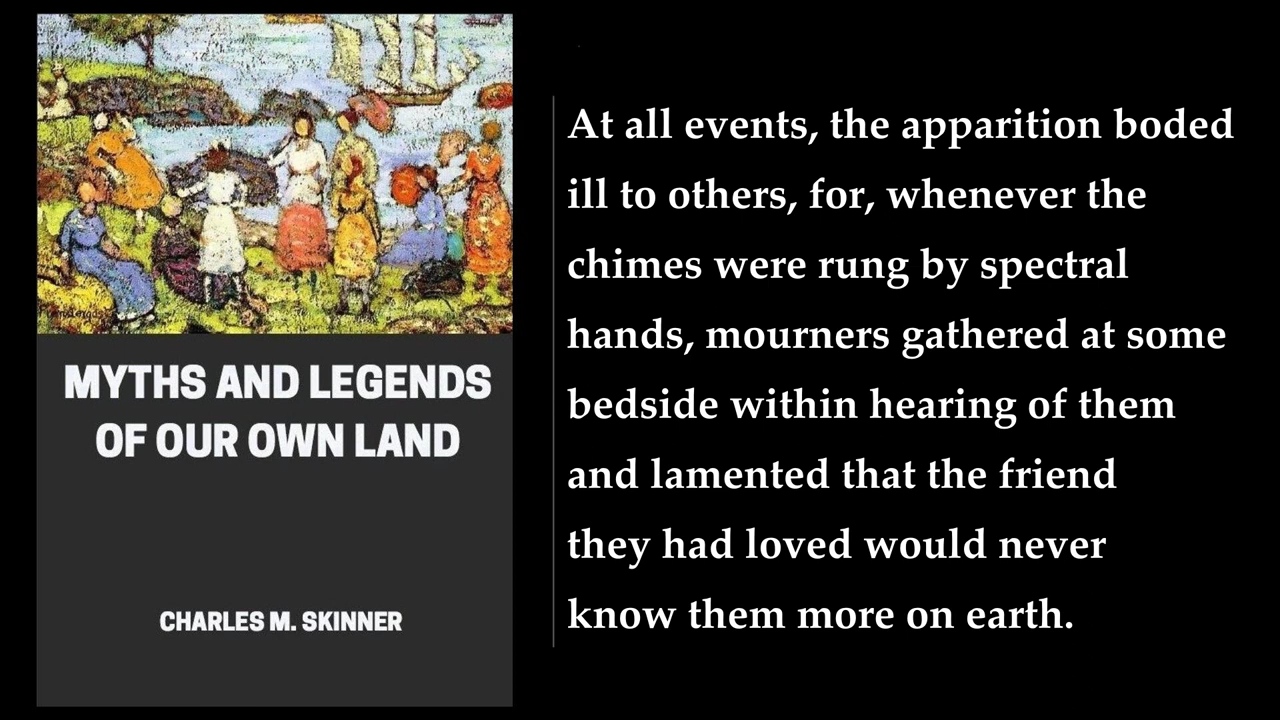 MYTHS AND LEGENDS
OF OUR OWN LAND
CHARLES M. SKINNER
At all events, the apparition boded
ill to others, for, whenever the
chimes were rung by spectral
hands, mourners gathered at some
bedside within hearing of them
and lamented that the friend
they had loved would never
know them more on earth.